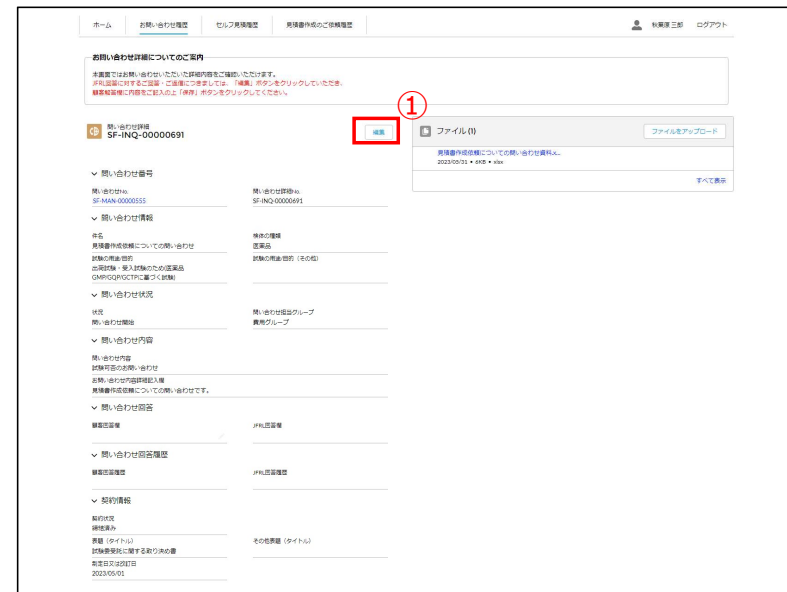 ホーム　お問い合わせ履歴　セルフ見積履歴　見積書作成のご依頼履歴　秋葉原 三郎　ログアウト
お問い合わせ詳細についてのご案内
本画面ではお問い合わせいただいた詳細内容をご確認いただけます。
JFRL回答に対するご回答・ご返信につきましては、「編集」ボタンをクリックしていただき、
顧客回答欄に内容をご記入の上「保存」ボタンをクリックしてください。
①
問い合わせ詳細
SF-INQ-00000691
編集
ファイル (1)
ファイルをアップロード
見積書作成依頼についての問い合わせ資料.x...
2023/05/31 • 6KB • xlsx
すべて表示
問い合わせ番号
問い合わせNo.　問い合わせ詳細No.
SF-MAN-00000555　SF-INQ-00000691
問い合わせ情報
件名　検体の種類
見積書作成依頼についての問い合わせ　医薬品
試験の用途/目的　試験の用途/目的（その他）
出荷試験・受入試験のため(医薬品
GMP/GQP/GCTPに基づく試験)
問い合わせ状況
状況　問い合わせ担当グループ
問い合わせ開始　費用グループ
問い合わせ内容
問い合わせ内容
試験可否のお問い合わせ
お問い合わせ内容詳細記入欄
見積書作成依頼についての問い合わせです。
問い合わせ回答
顧客回答欄　JFRL回答欄
問い合わせ回答履歴
顧客回答履歴　JFRL回答履歴
契約情報
契約状況
締結済み
表題（タイトル）　その他表題（タイトル）
試験委受託に関する取り決め書
制定日又は改訂日
2023/05/01